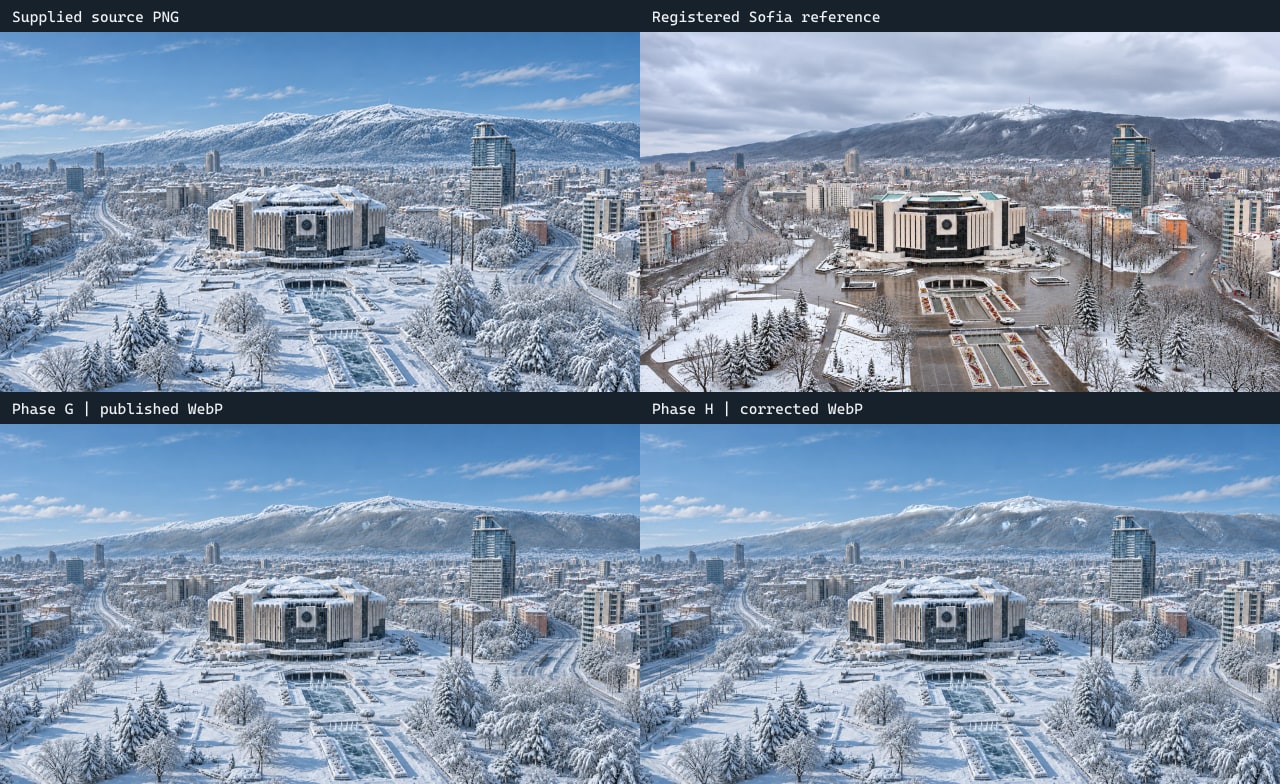 Supplied source PNG
Registered Sofia reference
Phase G | published WebP
Phase H | corrected WebP